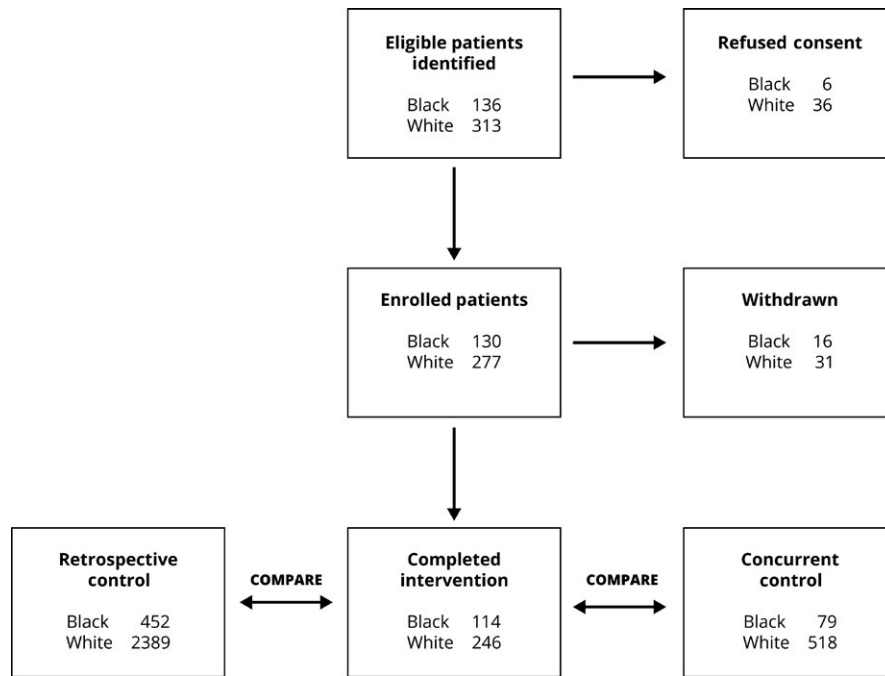 Eligible patients
identified
Black 136
White 313
Refused consent
Black 6
White 36
Enrolled patients
Black 130
White 277
Withdrawn
Black 16
White 31
Retrospective
control
Black 452
White 2389
COMPARE
Completed
intervention
Black 114
White 246
COMPARE
Concurrent
control
Black 79
White 518